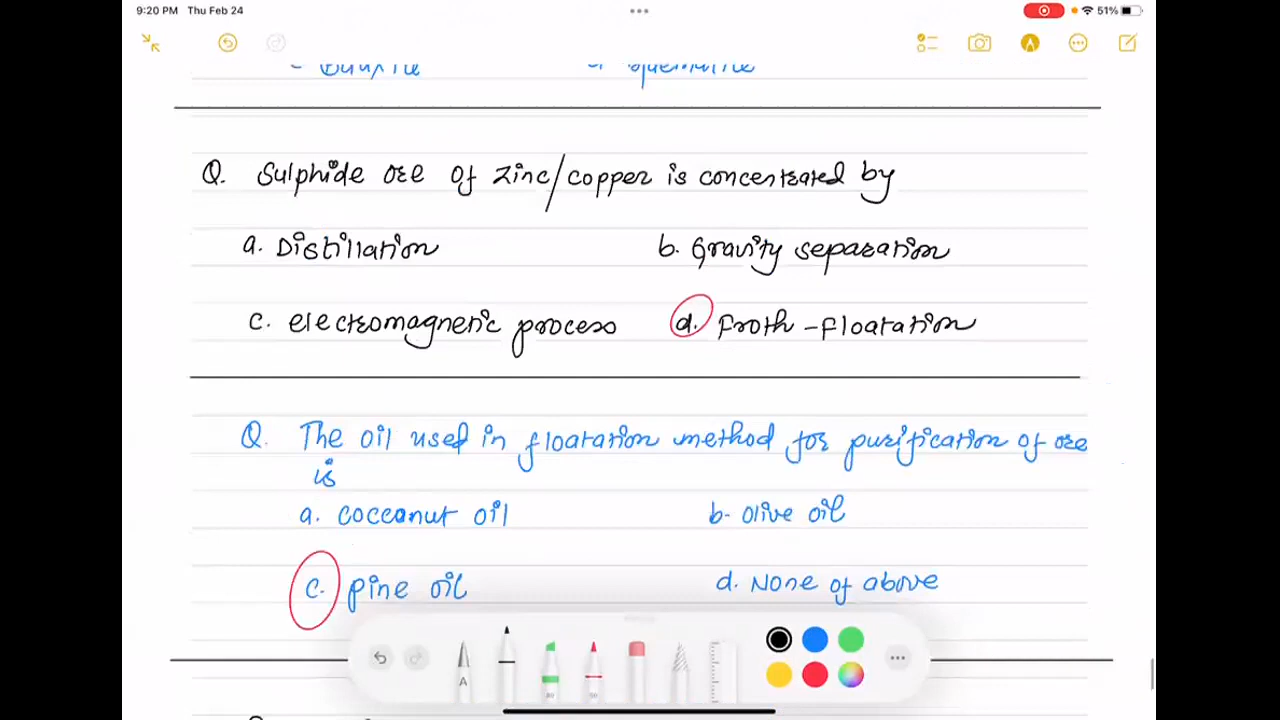 9:20 PM Thu Feb 24
51%
Q. Sulphide ore of zinc/copper is concentrated by
a. Distillation b. Gravity separation
c. electromagnetic process d. Froth-floatation
Q. The oil used in floatation method for purification of ore
is
a. coccanut oil b- olive oil
c. pine oil d. None of above
A